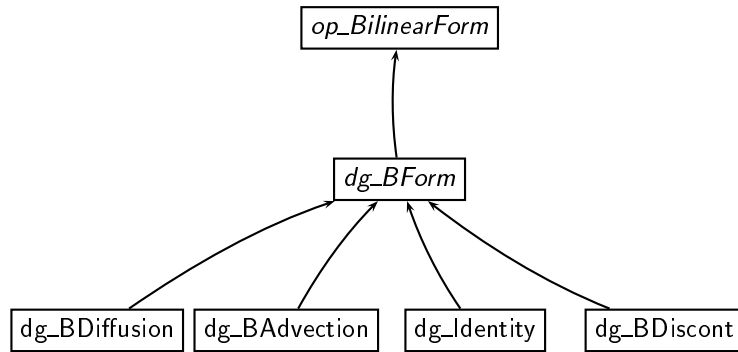 op_BilinearForm
dg_BForm
dg_BDiffusion
dg_BAdvection
dg_Identity
dg_BDiscont